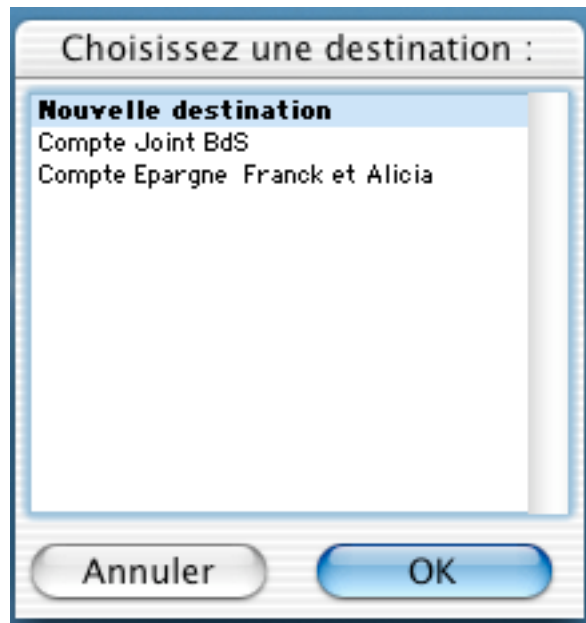 Choisissez une destination :
Nouvelle destination
Compte Joint BdS
Compte Epargne  Franck et Alicia
Annuler
OK